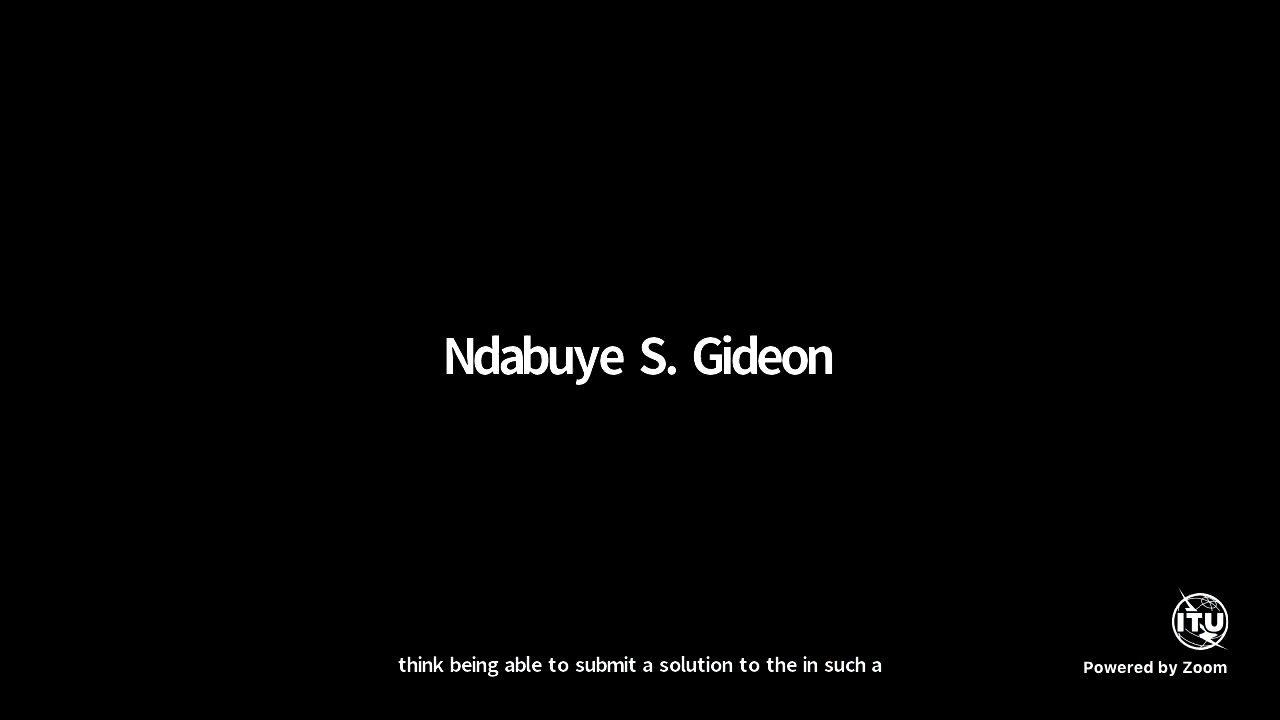 Ndabuye S. Gideon
ITU
think being able to submit a solution to the in such a
Powered by Zoom